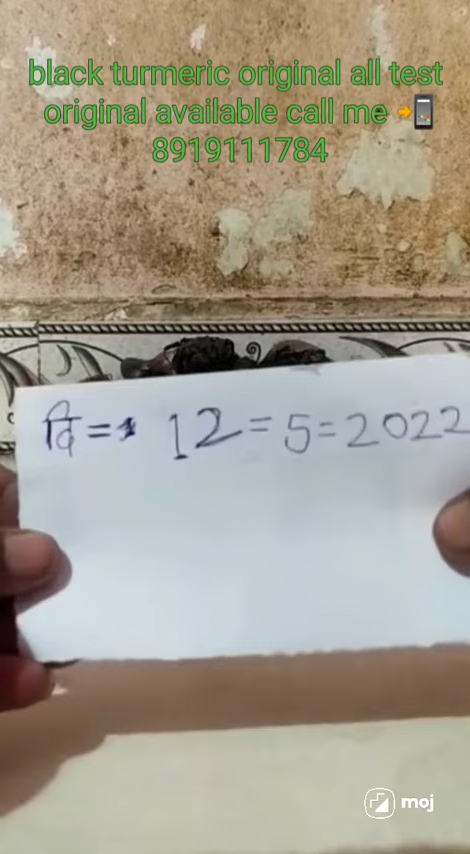 black turmeric original all test
original available call me
8919111784
दि = 12=5=2022
moj